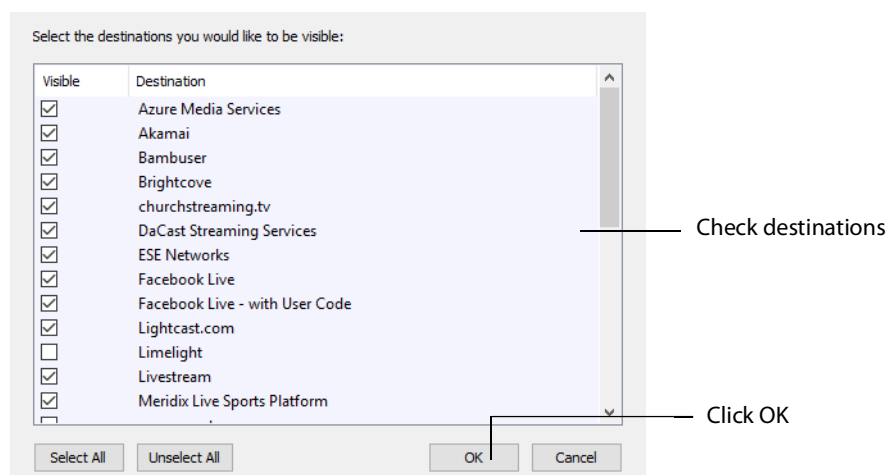 Select the destinations you would like to be visible:
Visible Destination
Azure Media Services
Akamai
Bambuser
Brightcove
churchstreaming.tv
DaCast Streaming Services
Check destinations
ESE Networks
Facebook Live
Facebook Live - with User Code
Lightcast.com
Limelight
Livestream
Meridix Live Sports Platform
Click OK
Select All Unselect All OK Cancel